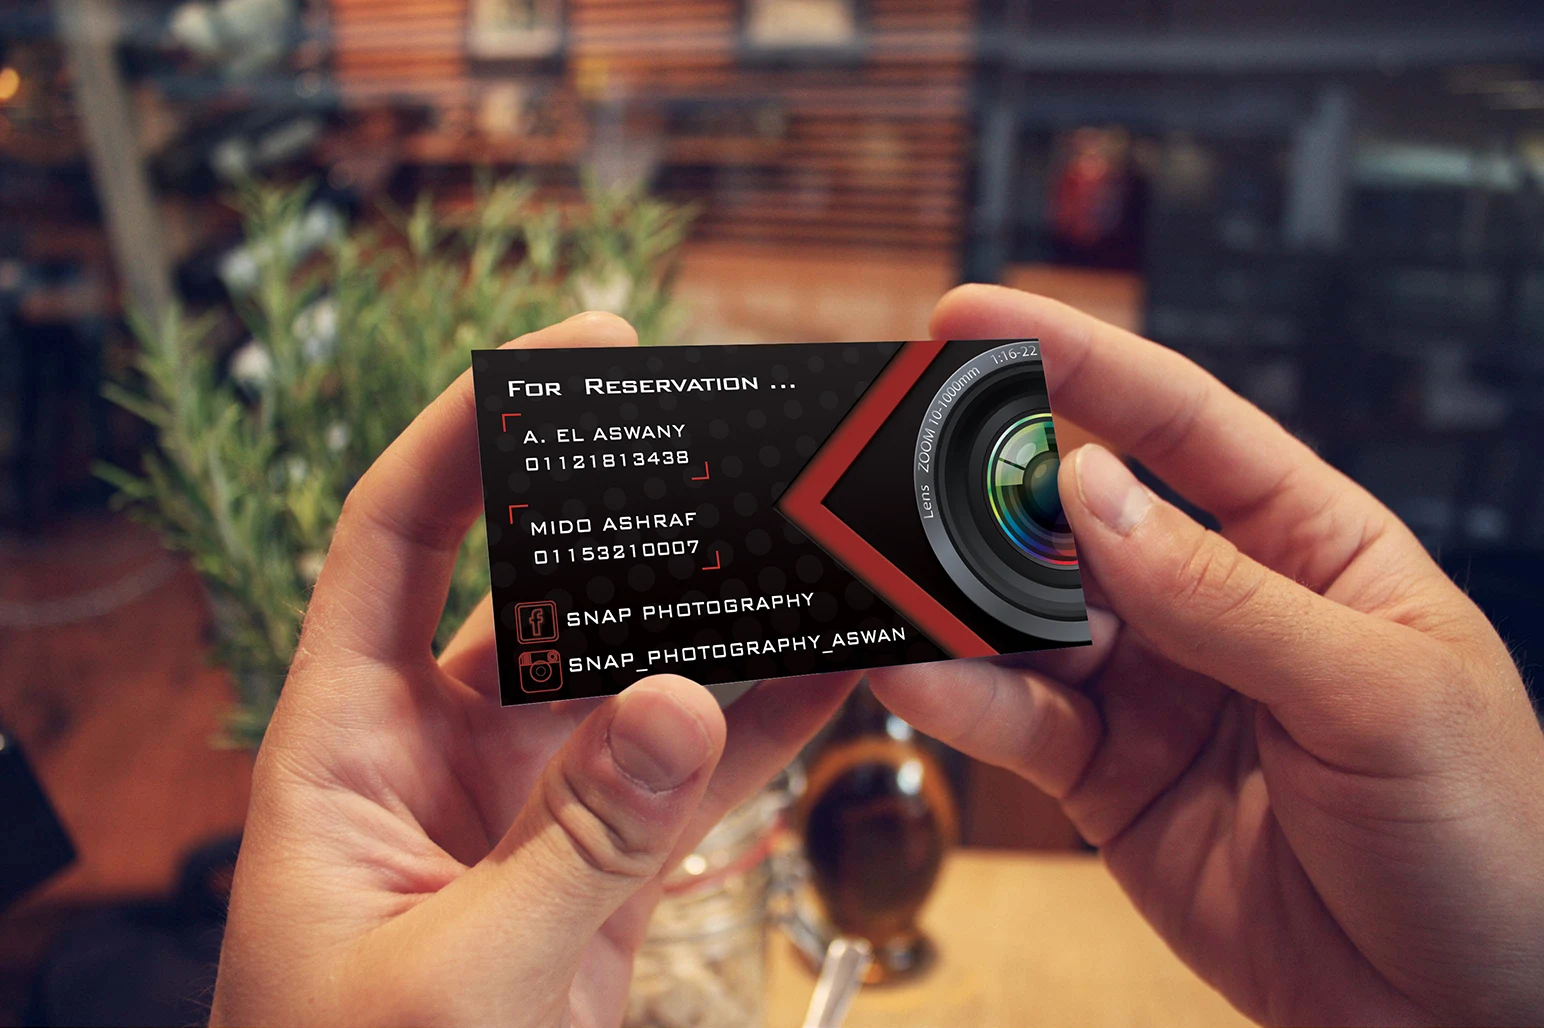 FOR RESERVATION ...
A. EL ASWANY
01121813438
MIDO ASHRAF
01153210007
f SNAP PHOTOGRAPHY
SNAP_PHOTOGRAPHY_ASWAN
Lens ZOOM 10-1000mm 1:16-22